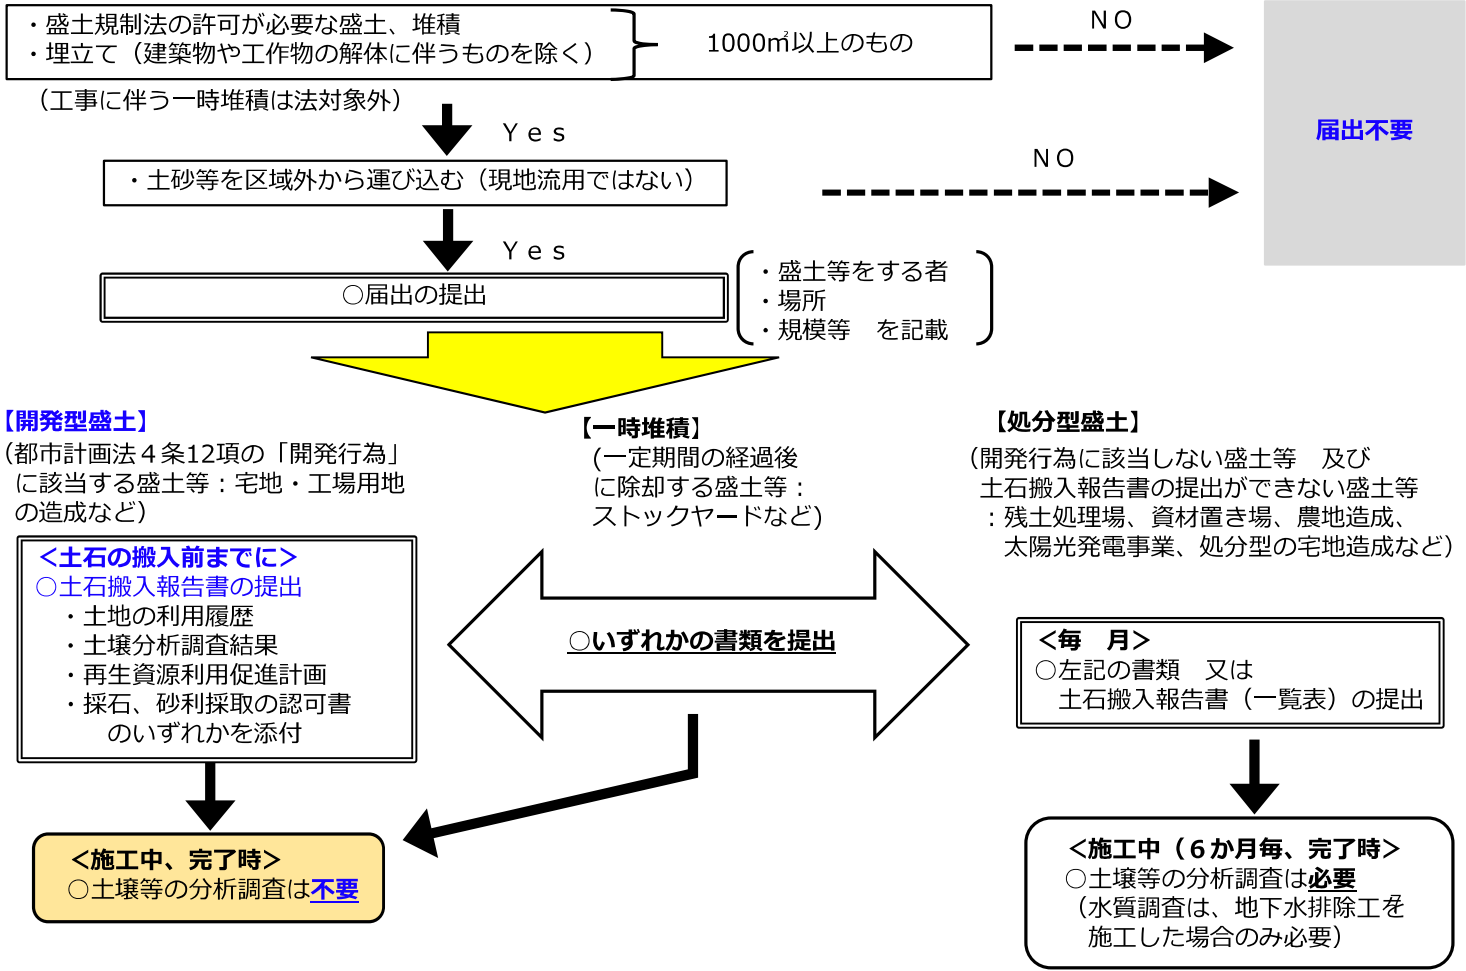 ・盛土規制法の許可が必要な盛土、堆積
・埋立て（建築物や工作物の解体に伴うものを除く）
1000㎡以上のもの
ＮＯ
（工事に伴う一時堆積は法対象外）
届出不要
Ｙｅｓ
・土砂等を区域外から運び込む（現地流用ではない）
ＮＯ
Ｙｅｓ
○届出の提出
・盛土等をする者
・場所
・規模等　を記載
【開発型盛土】
（都市計画法４条12項の「開発行為」
に該当する盛土等：宅地・工場用地
の造成など）
【一時堆積】
(一定期間の経過後
に除却する盛土等：
ストックヤードなど)
【処分型盛土】
（開発行為に該当しない盛土等　及び
土石搬入報告書の提出ができない盛土等
：残土処理場、資材置き場、農地造成、
太陽光発電事業、処分型の宅地造成など）
＜土石の搬入前までに＞
○土石搬入報告書の提出
・土地の利用履歴
・土壌分析調査結果
・再生資源利用促進計画
・採石、砂利採取の認可書
のいずれかを添付
○いずれかの書類を提出
＜毎　月＞
○左記の書類　又は
土石搬入報告書（一覧表）の提出
＜施工中、完了時＞
○土壌等の分析調査は不要
＜施工中（６か月毎、完了時＞
○土壌等の分析調査は必要
（水質調査は、地下水排除工を
施工した場合のみ必要）